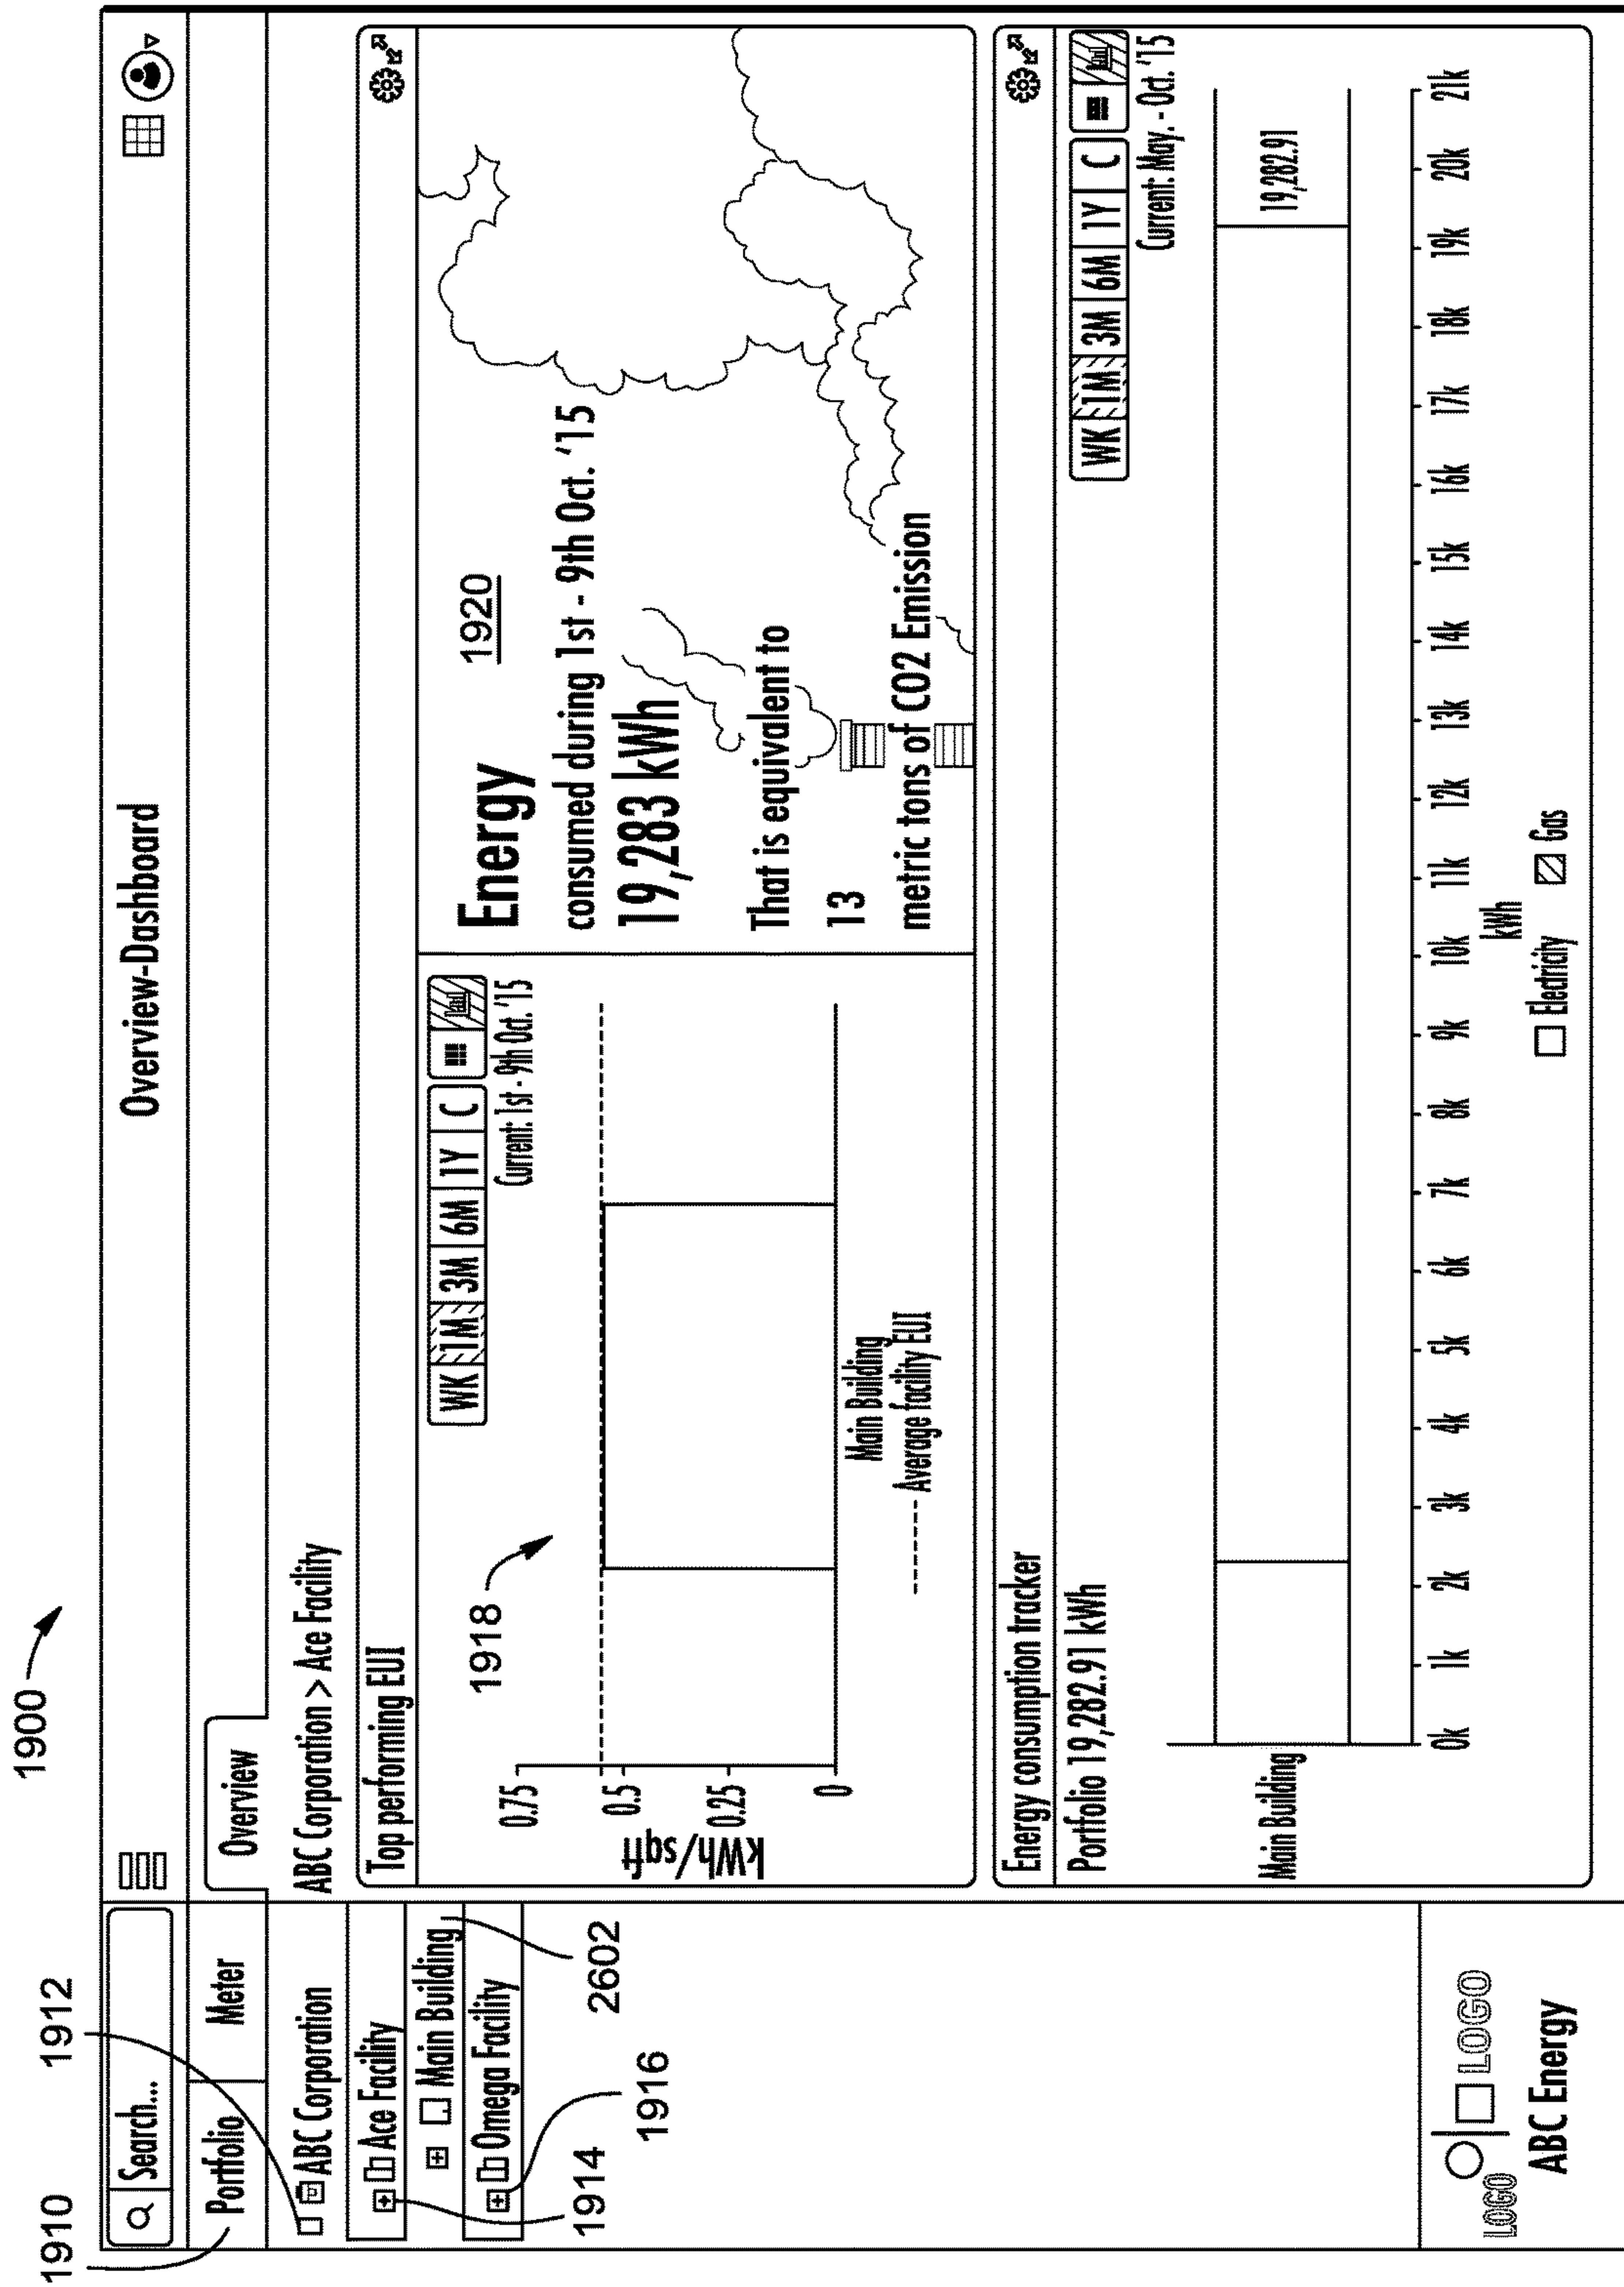 1900
1910
1912
Search...
Overview-Dashboard
Portfolio
Meter
Overview
ABC Corporation
Ace Facility
Main Building
Omega Facility
1914
1916
2602
ABC Corporation > Ace Facility
Top performing EUI
WK 1M 3M 6M 1Y C
Current: 1st - 9th Oct. '15
1918
kWh/sqft
0.75
0.5
0.25
0
Main Building
Average facility EUI
1920
Energy
consumed during 1st - 9th Oct. '15
19,283 kWh
That is equivalent to
13
metric tons of CO2 Emission
Energy consumption tracker
Portfolio 19,282.91 kWh
WK 1M 3M 6M 1Y C
Current: May. - Oct. '15
Main Building
19,282.91
0k 1k 2k 3k 4k 5k 6k 7k 8k 9k 10k 11k 12k 13k 14k 15k 16k 17k 18k 19k 20k 21k
kWh
Electricity Gas
LOGO
LOGO
ABC Energy